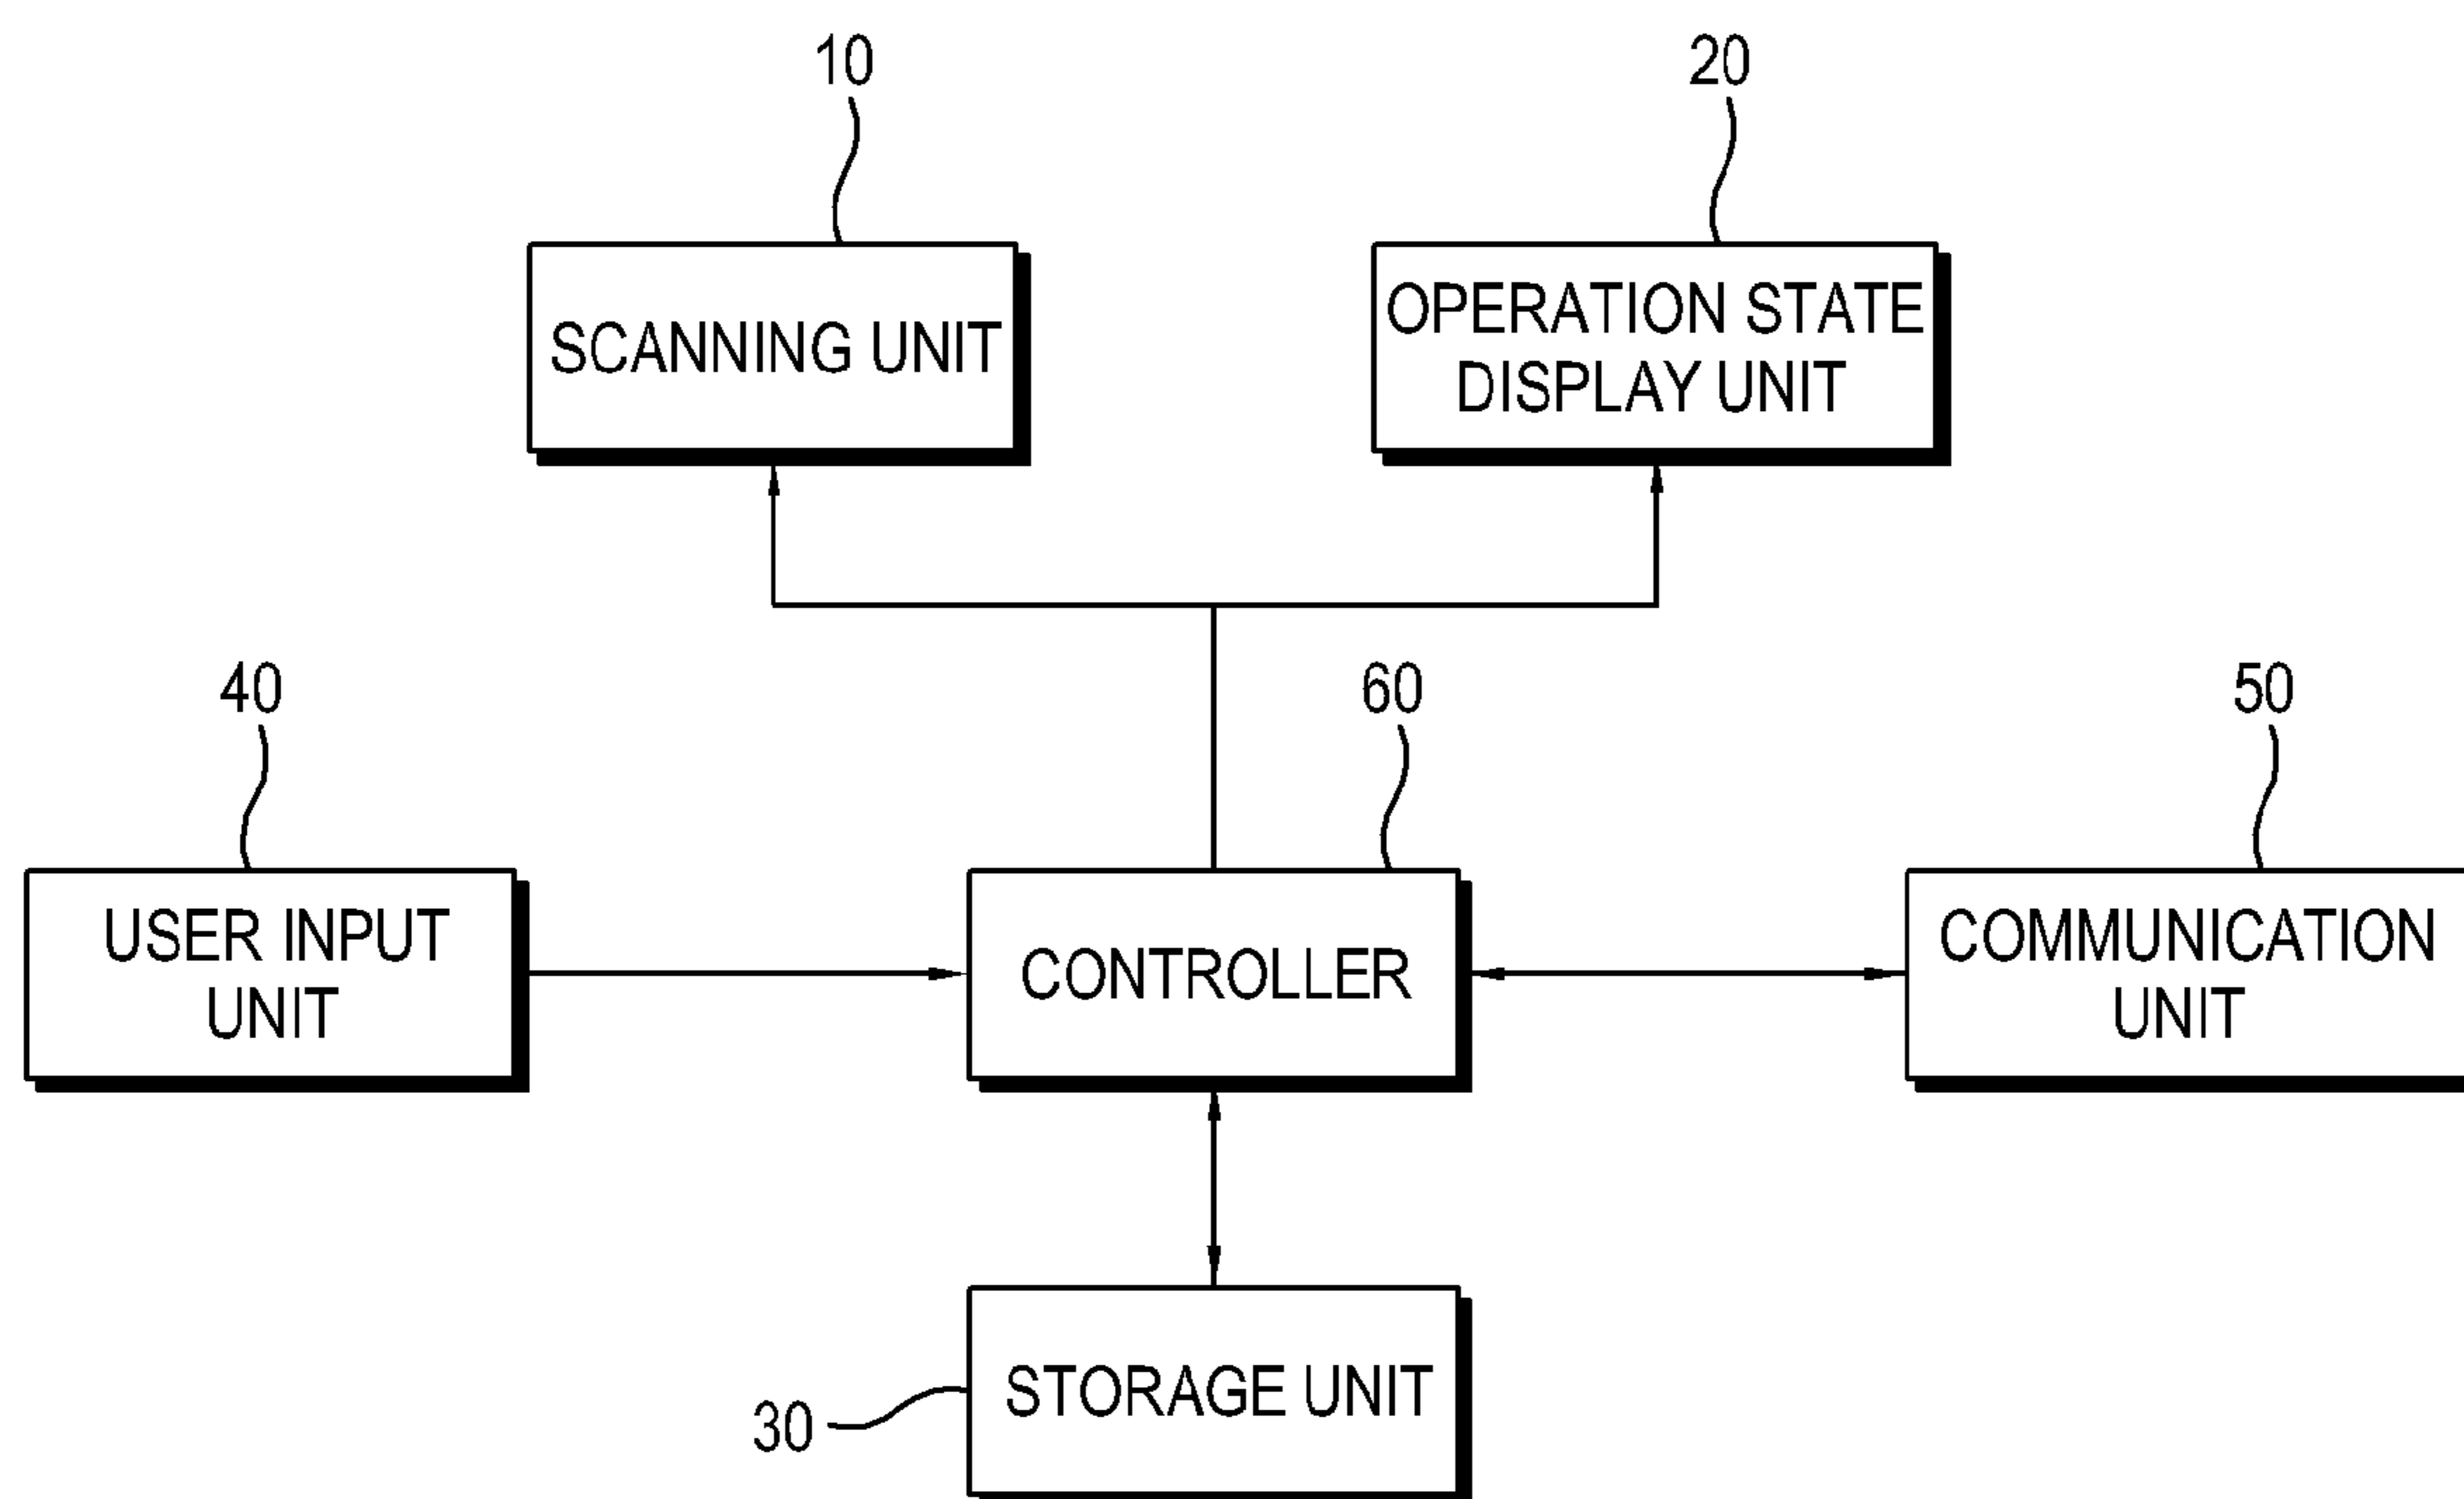 10
20
SCANNING UNIT
OPERATION STATE
DISPLAY UNIT
40
60
50
USER INPUT
UNIT
CONTROLLER
COMMUNICATION
UNIT
STORAGE UNIT
30